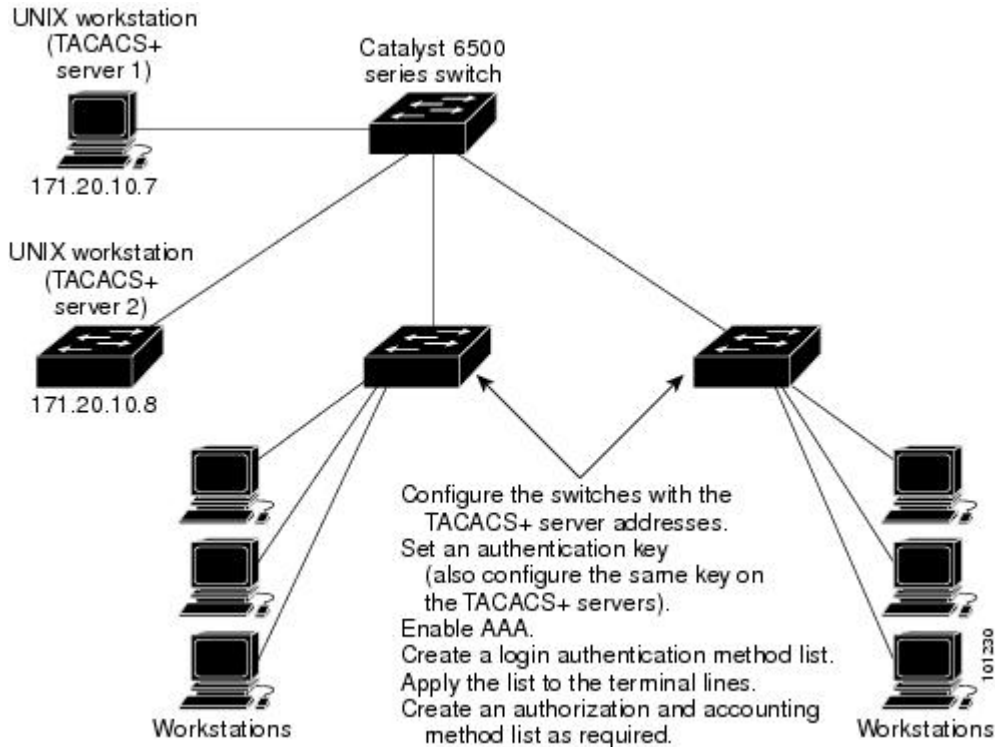 UNIX workstation
(TACACS+
server 1)
Catalyst 6500
series switch
171.20.10.7
UNIX workstation
(TACACS+
server 2)
171.20.10.8
Configure the switches with the
TACACS+ server addresses.
Set an authentication key
(also configure the same key on
the TACACS+ servers).
Enable AAA.
Create a login authentication method list.
Apply the list to the terminal lines.
Create an authorization and accounting
method list as required.
Workstations
Workstations
101230